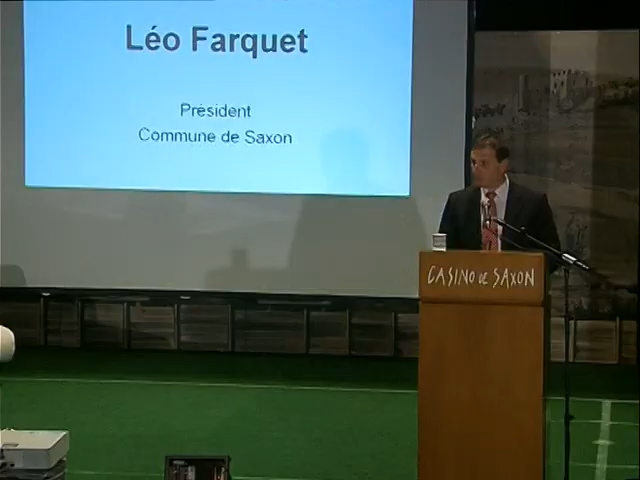 Léo Farquet
Président
Commune de Saxon
CASINO DE SAXON